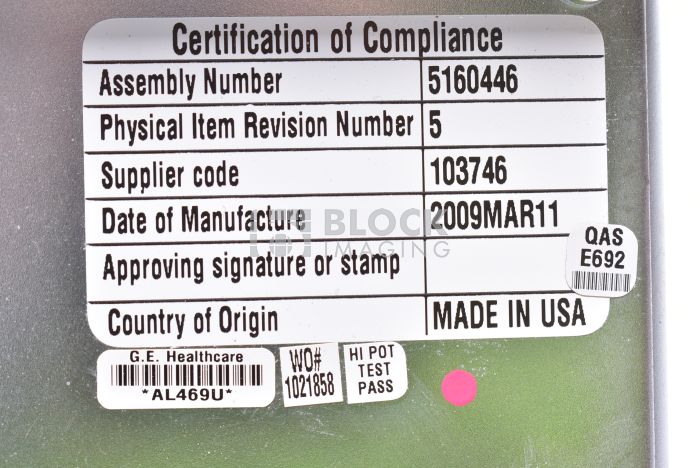 Certification of Compliance
Assembly Number 5160446
Physical Item Revision Number 5
Supplier code 103746
Date of Manufacture 2009MAR11
BLOCK
IMAGING
Approving signature or stamp
QAS
E692
Country of Origin MADE IN USA
G.E. Healthcare
*AL469U*
WO#
1021858
HI POT
TEST
PASS